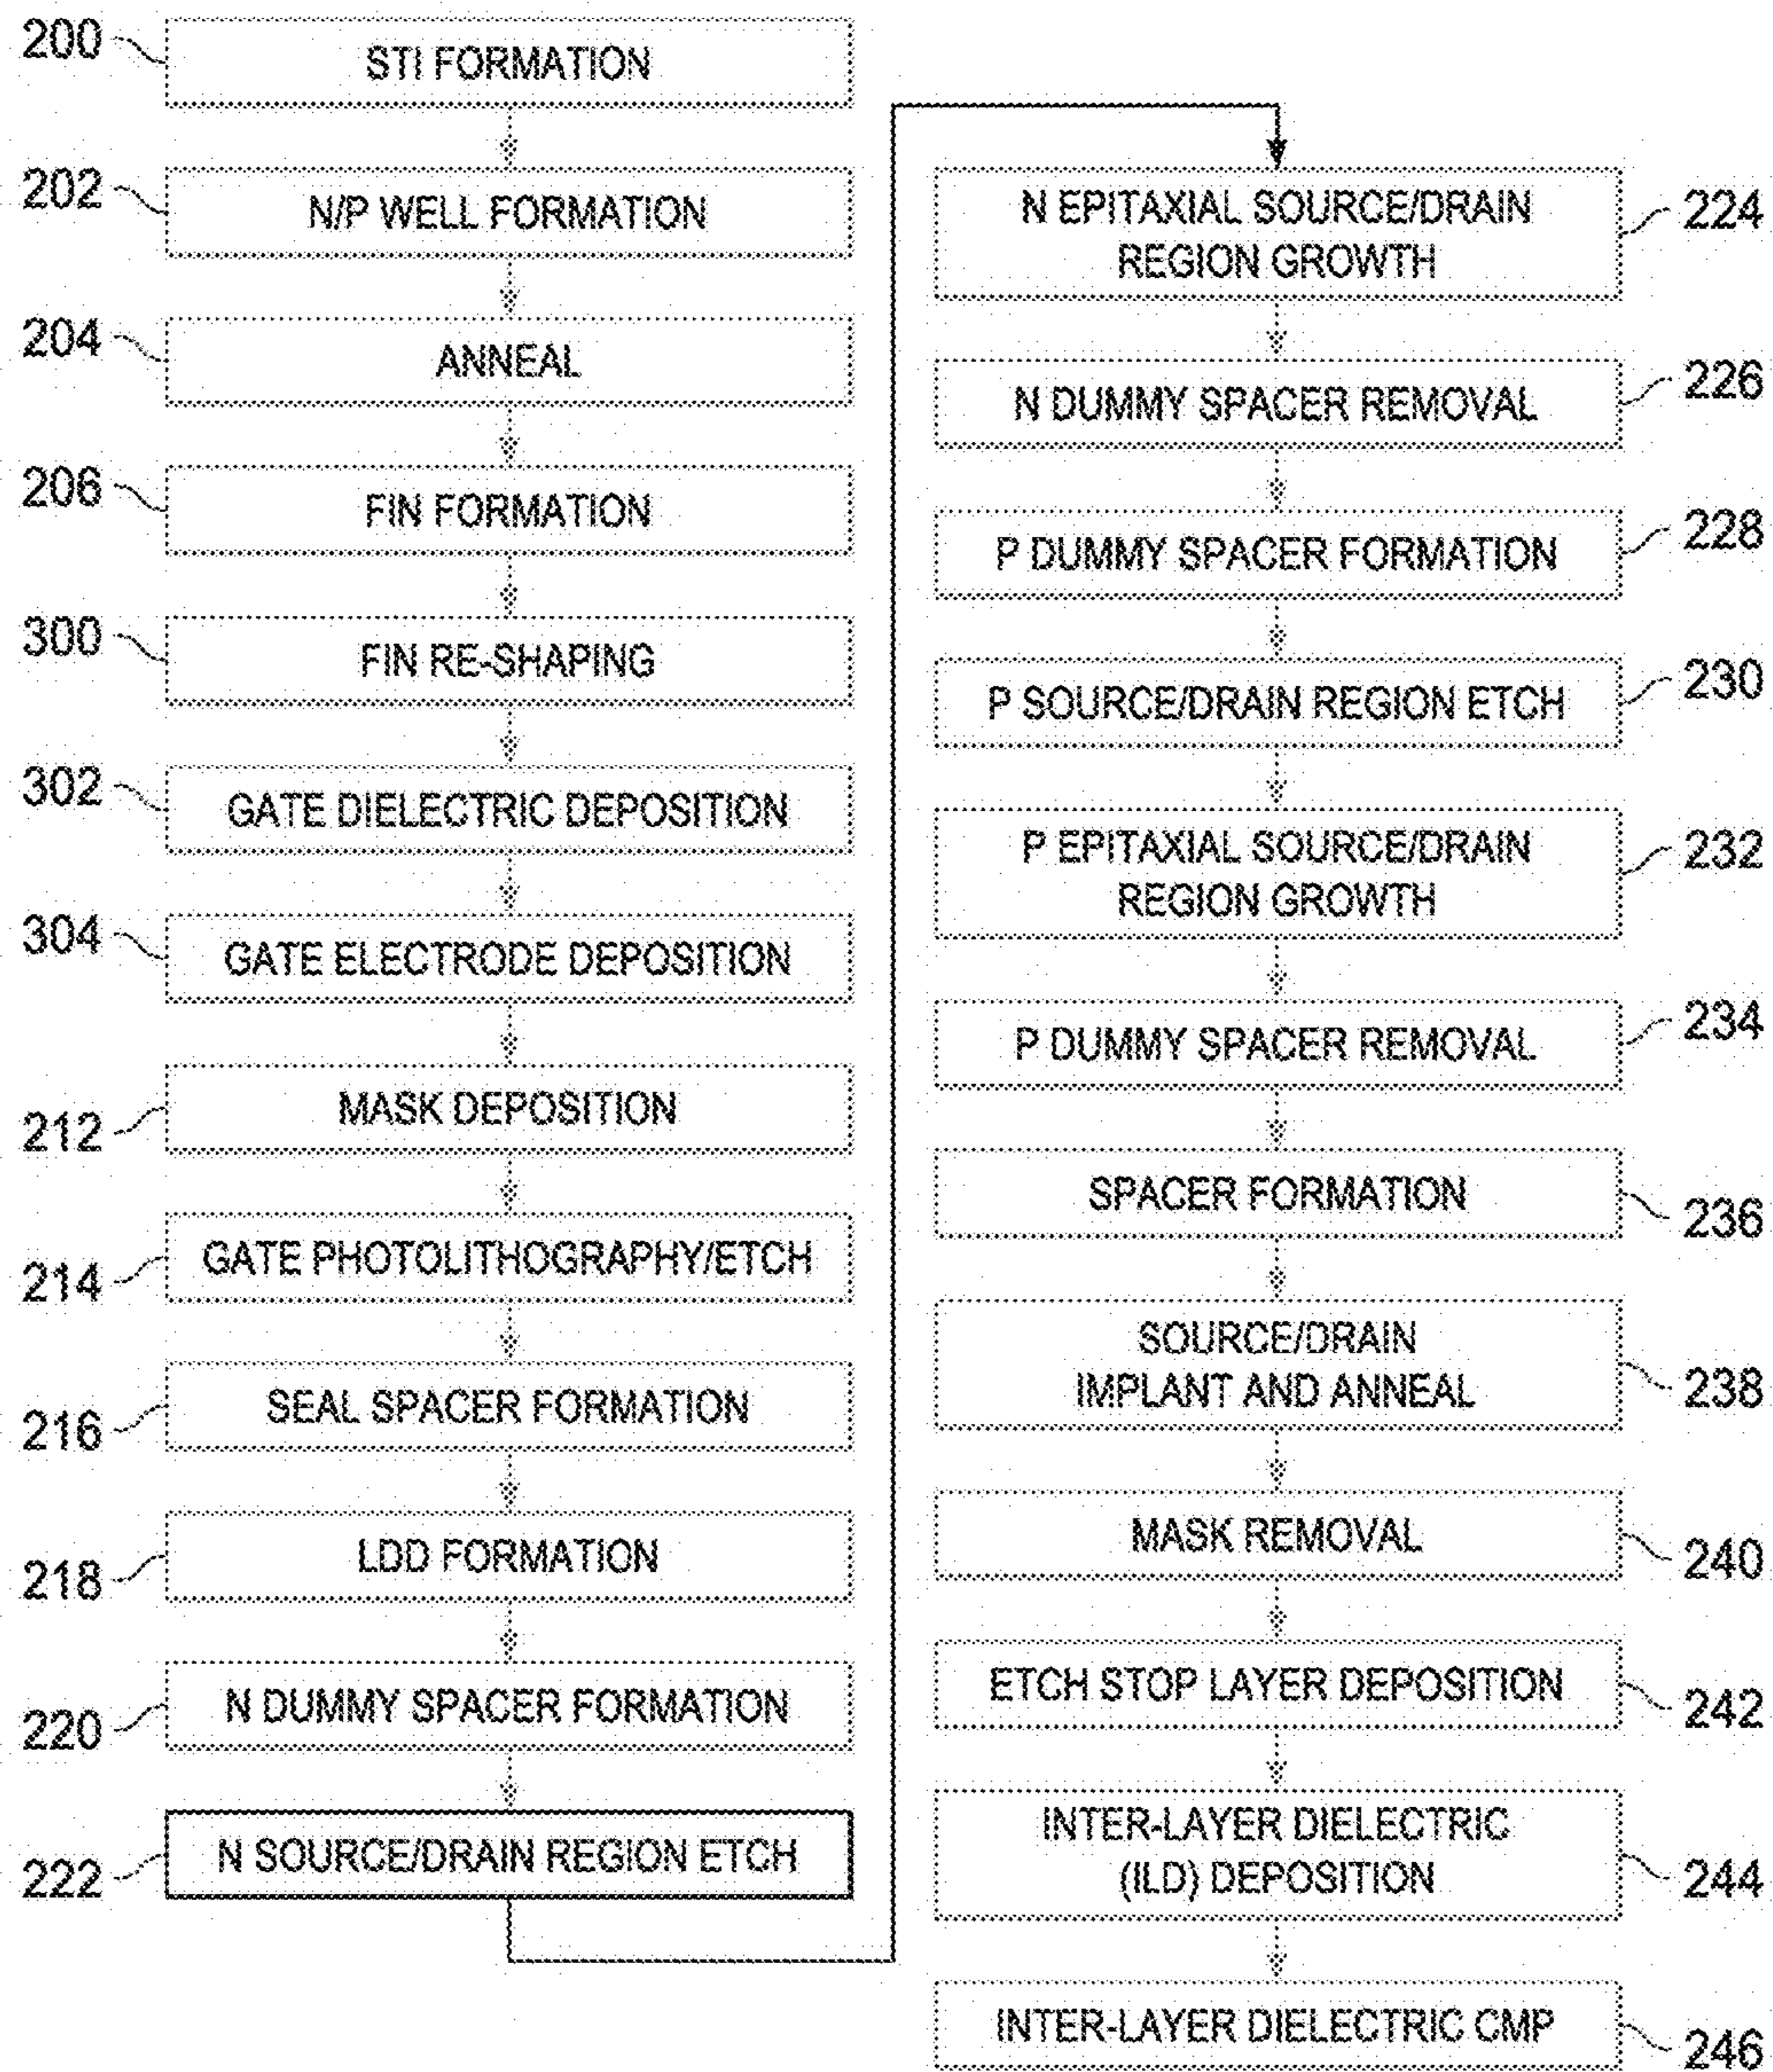 200
STI FORMATION
202
N/P WELL FORMATION
204
ANNEAL
206
FIN FORMATION
300
FIN RE-SHAPING
302
GATE DIELECTRIC DEPOSITION
304
GATE ELECTRODE DEPOSITION
212
MASK DEPOSITION
214
GATE PHOTOLITHOGRAPHY/ETCH
216
SEAL SPACER FORMATION
218
LDD FORMATION
220
N DUMMY SPACER FORMATION
222
N SOURCE/DRAIN REGION ETCH
N EPITAXIAL SOURCE/DRAIN
REGION GROWTH
224
N DUMMY SPACER REMOVAL
226
P DUMMY SPACER FORMATION
228
P SOURCE/DRAIN REGION ETCH
230
P EPITAXIAL SOURCE/DRAIN
REGION GROWTH
232
P DUMMY SPACER REMOVAL
234
SPACER FORMATION
236
SOURCE/DRAIN
IMPLANT AND ANNEAL
238
MASK REMOVAL
240
ETCH STOP LAYER DEPOSITION
242
INTER-LAYER DIELECTRIC
(ILD) DEPOSITION
244
INTER-LAYER DIELECTRIC CMP
246